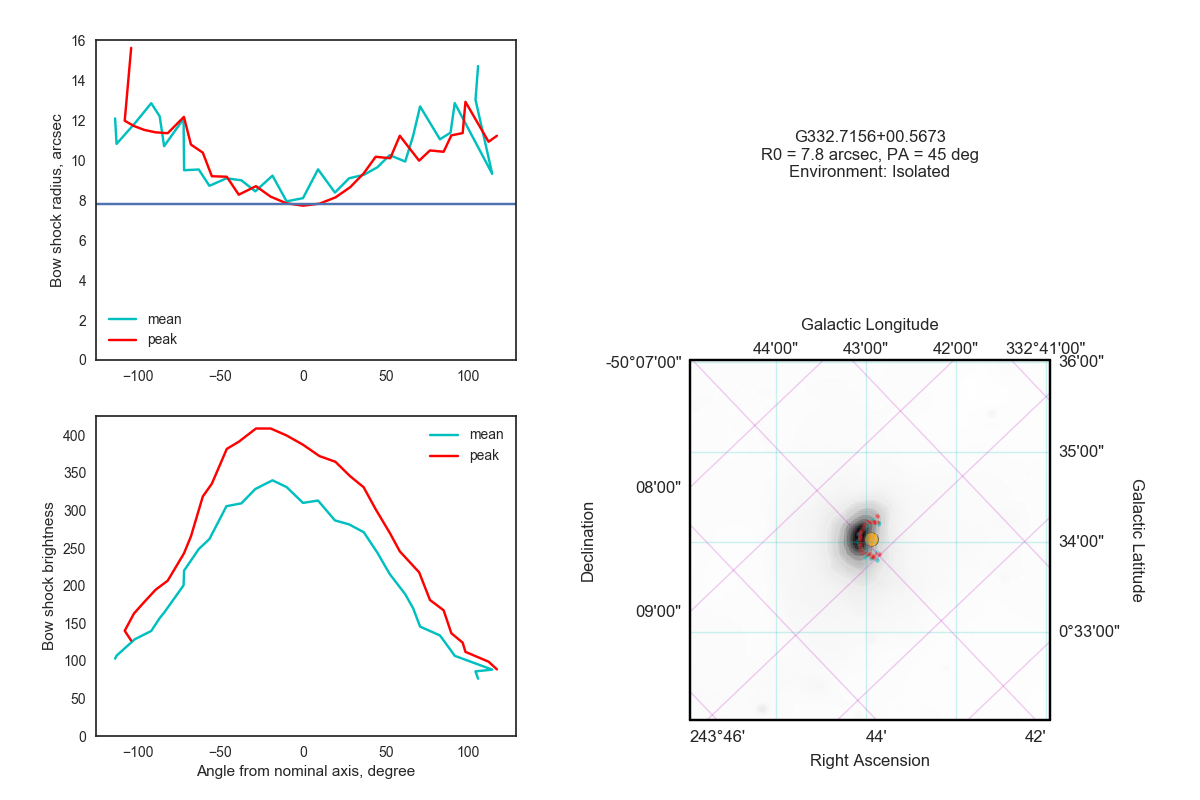 16
14
12
10
8
6
4
2
0
Bow shock radius, arcsec
mean
peak
−100
−50
0
50
100
400
350
300
250
200
150
100
50
0
Bow shock brightness
mean
peak
−100
−50
0
50
100
Angle from nominal axis, degree
G332.7156+00.5673
R0 = 7.8 arcsec, PA = 45 deg
Environment: Isolated
Galactic Longitude
44'00" 43'00" 42'00" 332°41'00"
-50°07'00"
08'00"
09'00"
Declination
36'00"
35'00"
34'00"
0°33'00"
Galactic Latitude
243°46' 44' 42'
Right Ascension